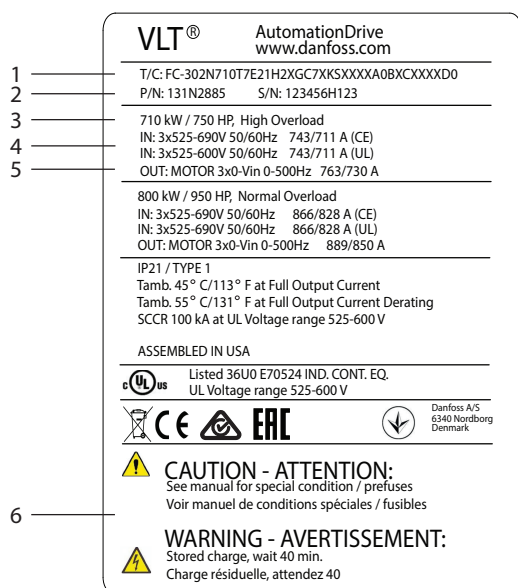 VLT® AutomationDrive
www.danfoss.com
1 T/C: FC-302N710T7E21H2XGC7XKSXXXXA0BXCXXXXD0
2 P/N: 131N2885 S/N: 123456H123
3 710 kW / 750 HP, High Overload
4 IN: 3x525-690V 50/60Hz 743/711 A (CE)
IN: 3x525-600V 50/60Hz 743/711 A (UL)
5 OUT: MOTOR 3x0-Vin 0-500Hz 763/730 A
800 kW / 950 HP, Normal Overload
IN: 3x525-690V 50/60Hz 866/828 A (CE)
IN: 3x525-690V 50/60Hz 866/828 A (UL)
OUT: MOTOR 3x0-Vin 0-500Hz 889/850 A
IP21 / TYPE 1
Tamb. 45° C/113° F at Full Output Current
Tamb. 55° C/131° F at Full Output Current Derating
SCCR 100 kA at UL Voltage range 525-600 V
ASSEMBLED IN USA
c UL us Listed 36U0 E70524 IND. CONT. EQ.
UL Voltage range 525-600 V
CE EAC
Danfoss A/S
6340 Nordborg
Denmark
CAUTION - ATTENTION:
See manual for special condition / prefuses
Voir manuel de conditions spéciales / fusibles
6
WARNING - AVERTISSEMENT:
Stored charge, wait 40 min.
Charge résiduelle, attendez 40